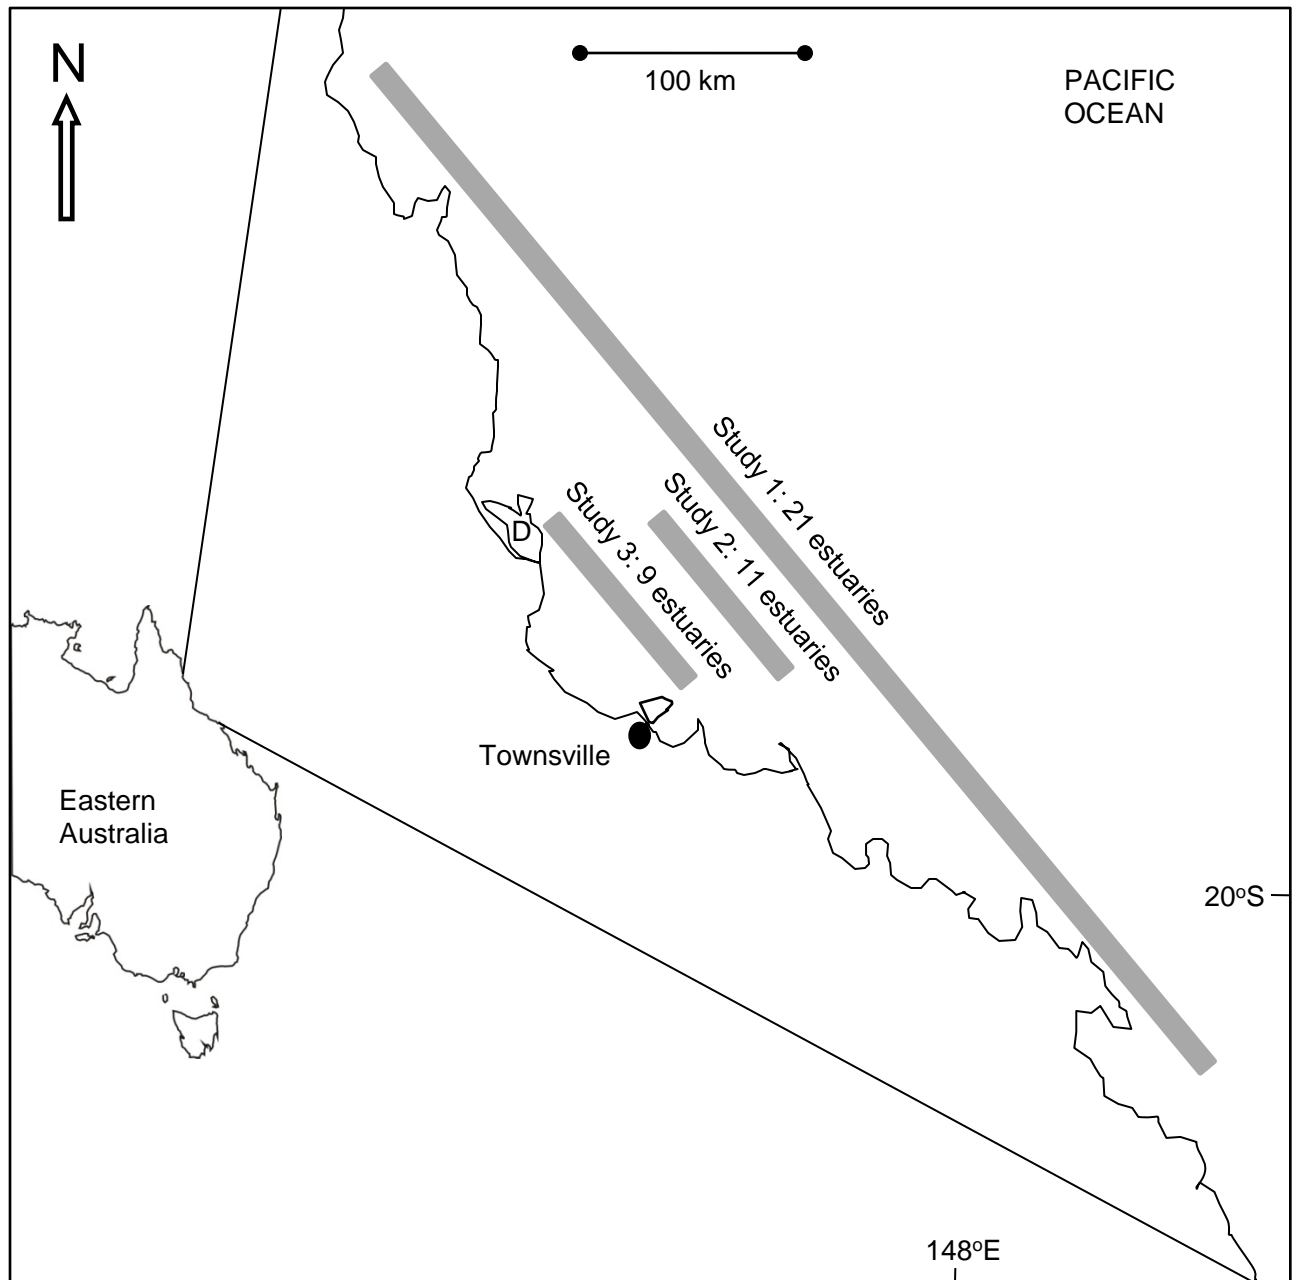 N
100 km
PACIFIC
OCEAN
Study 1: 21 estuaries
Study 2: 11 estuaries
Study 3: 9 estuaries
D
Townsville
Eastern
Australia
20°S
148°E